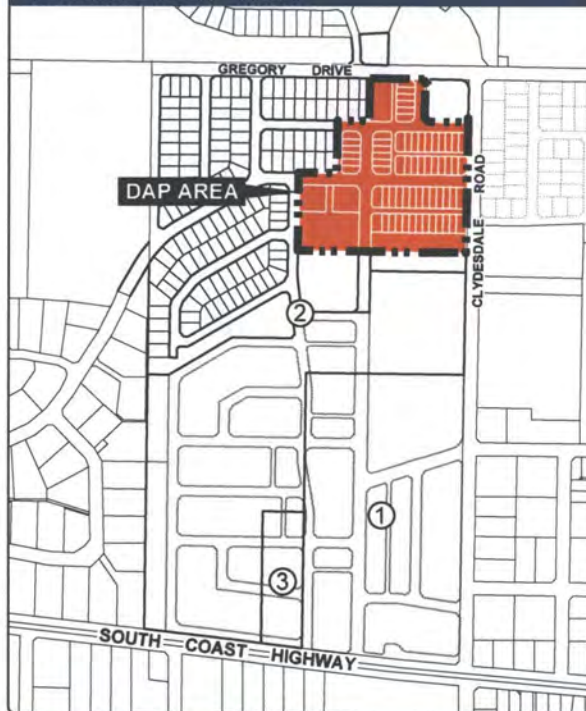 GREGORY DRIVE
DAP AREA
CLYDESDALE ROAD
2
1
3
SOUTH COAST HIGHWAY